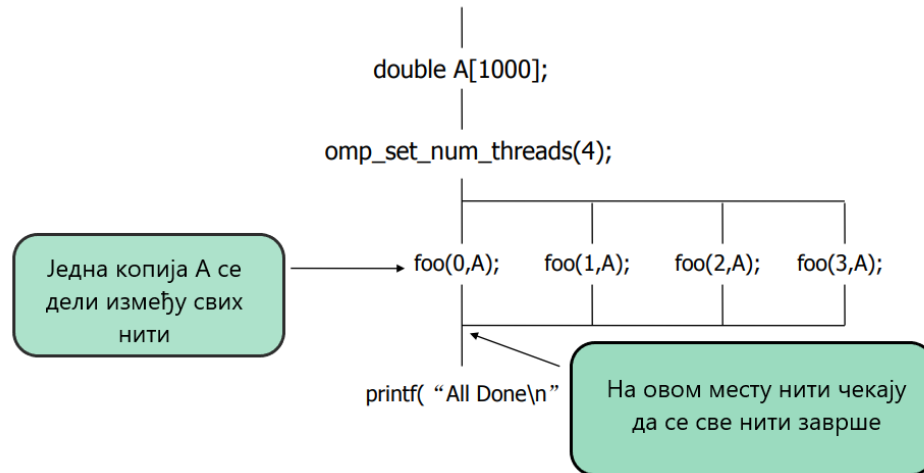 double A[1000];
omp_set_num_threads(4);
foo(0,A); foo(1,A); foo(2,A); foo(3,A);
Једна копија А се
дели између свих
нити
printf( “All Done\n”
На овом месту нити чекају
да се све нити заврше